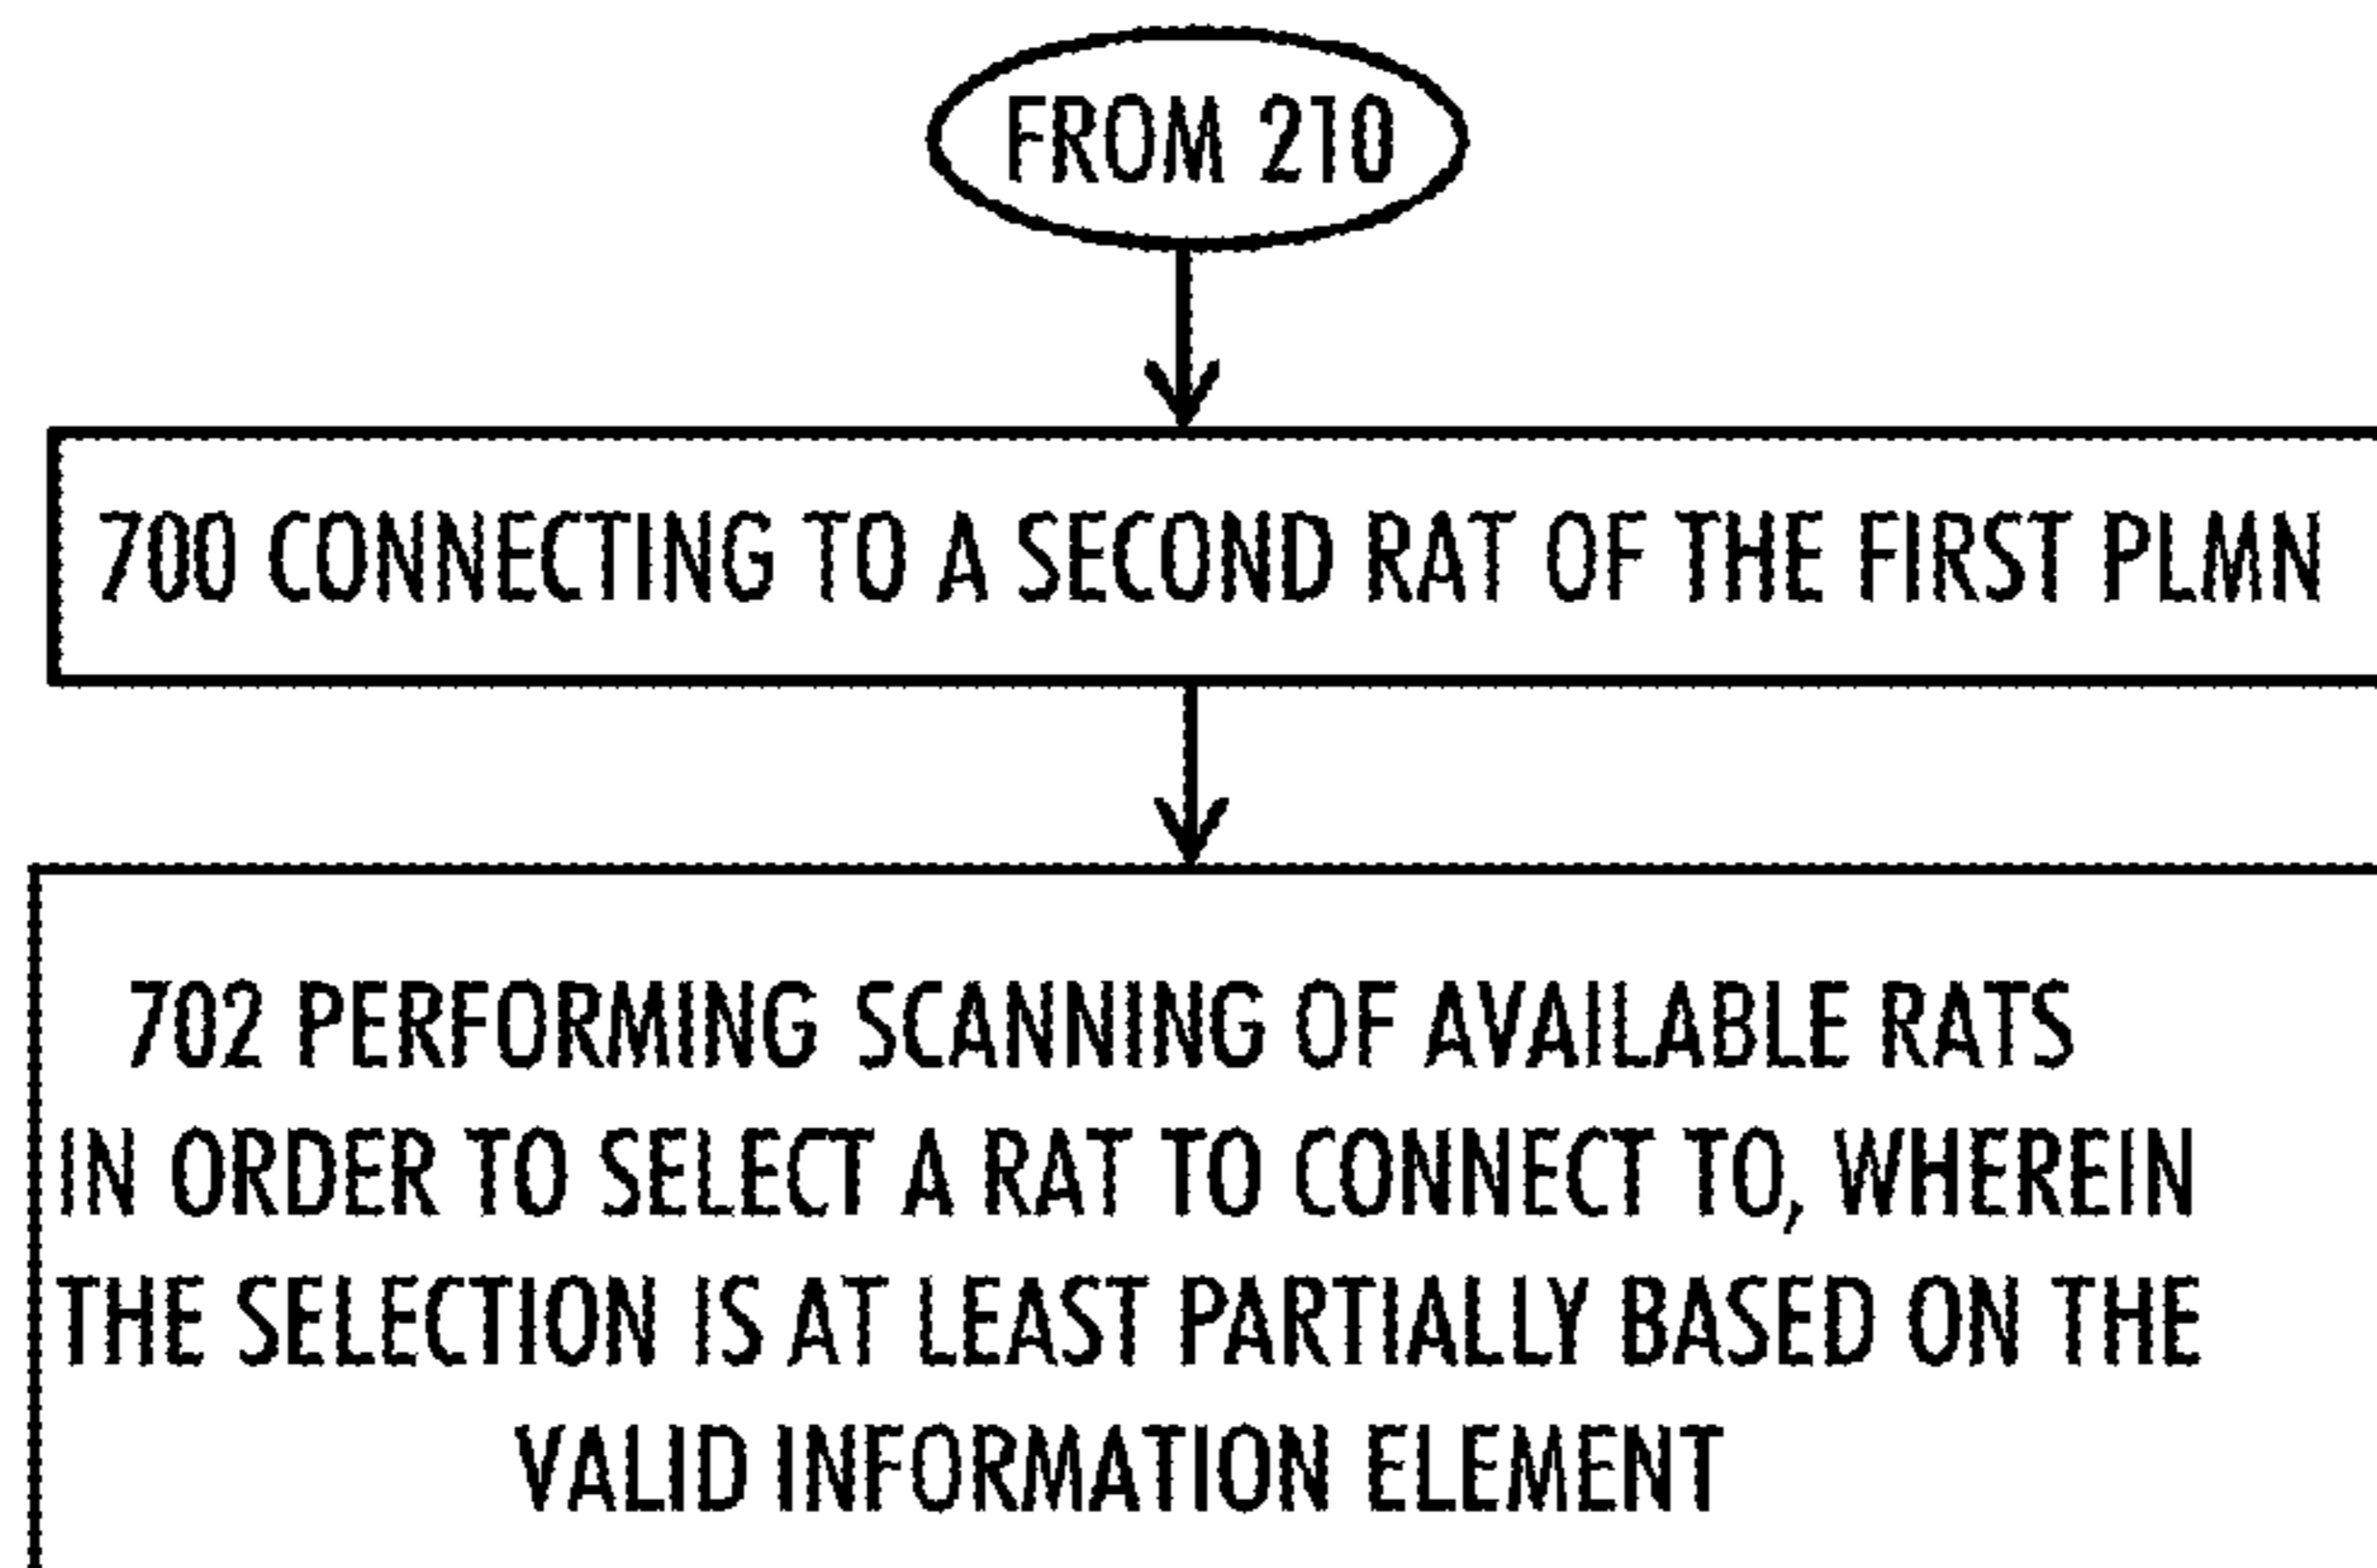 FROM 210
700 CONNECTING TO A SECOND RAT OF THE FIRST PLMN
702 PERFORMING SCANNING OF AVAILABLE RATS
IN ORDER TO SELECT A RAT TO CONNECT TO, WHEREIN
THE SELECTION IS AT LEAST PARTIALLY BASED ON THE
VALID INFORMATION ELEMENT